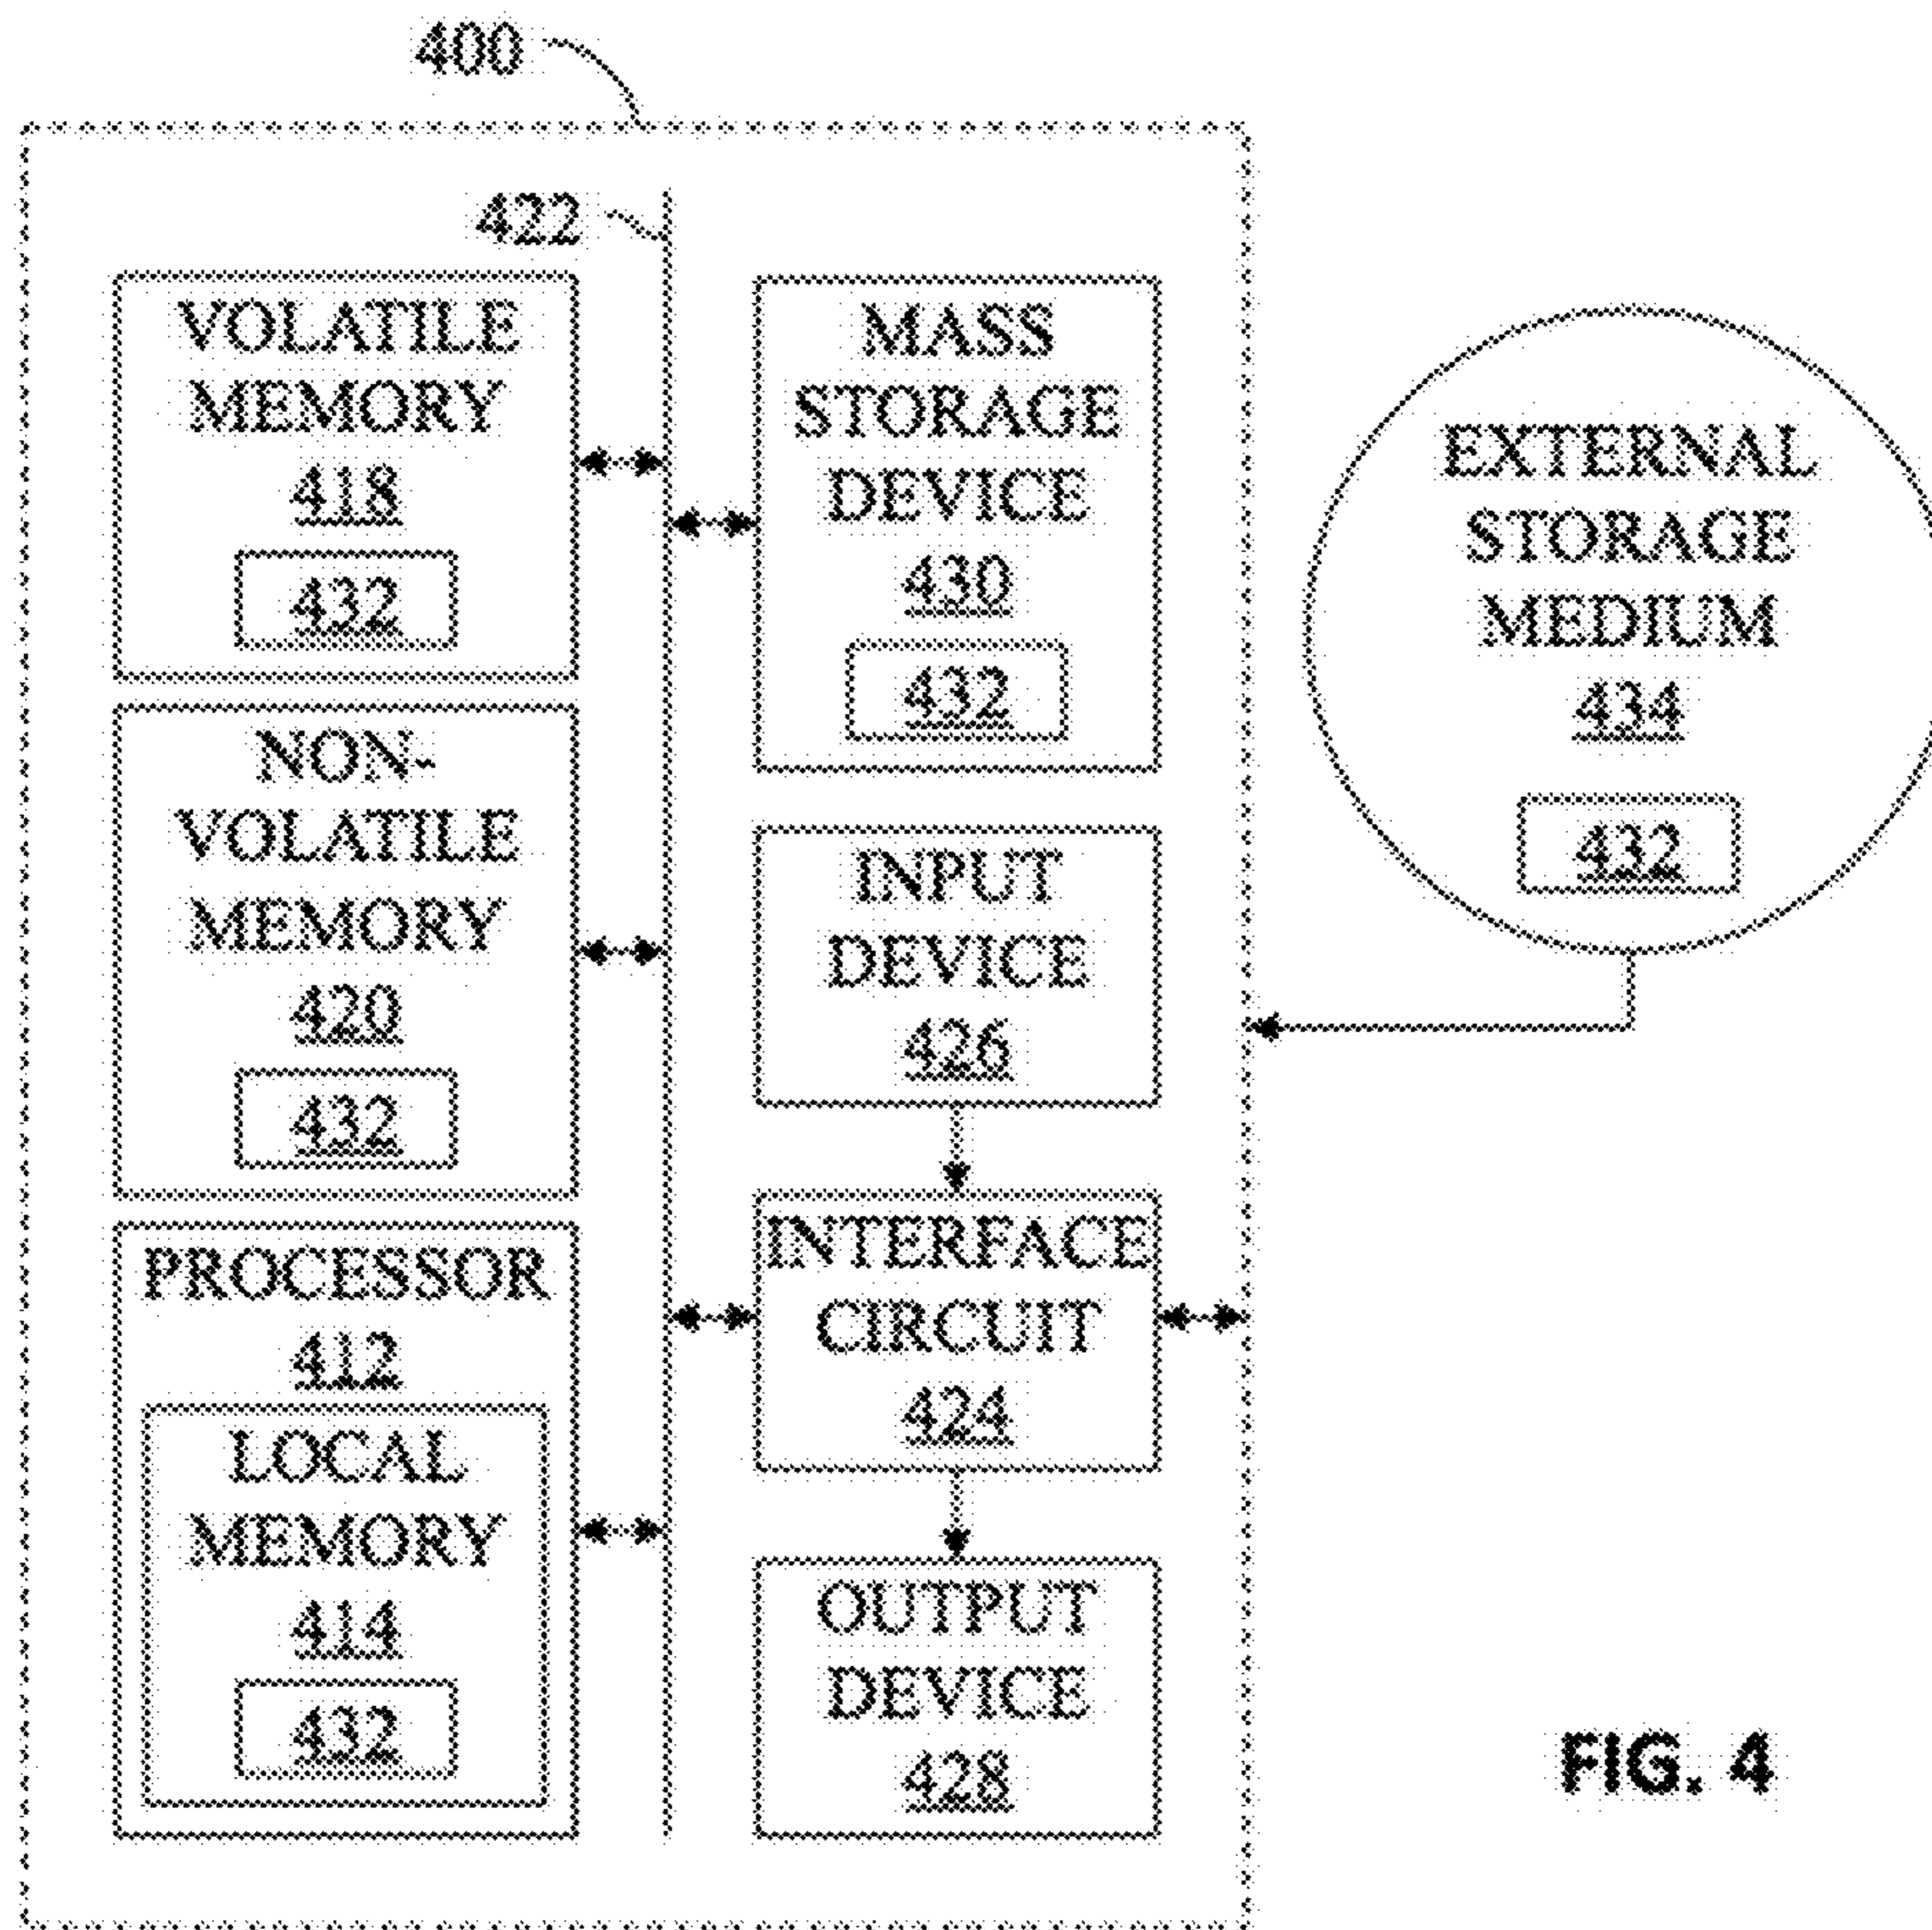 400
422
VOLATILE
MEMORY
418
432
NON-
VOLATILE
MEMORY
420
432
PROCESSOR
412
LOCAL
MEMORY
414
432
MASS
STORAGE
DEVICE
430
432
INPUT
DEVICE
426
INTERFACE
CIRCUIT
424
OUTPUT
DEVICE
428
EXTERNAL
STORAGE
MEDIUM
434
432
FIG. 4